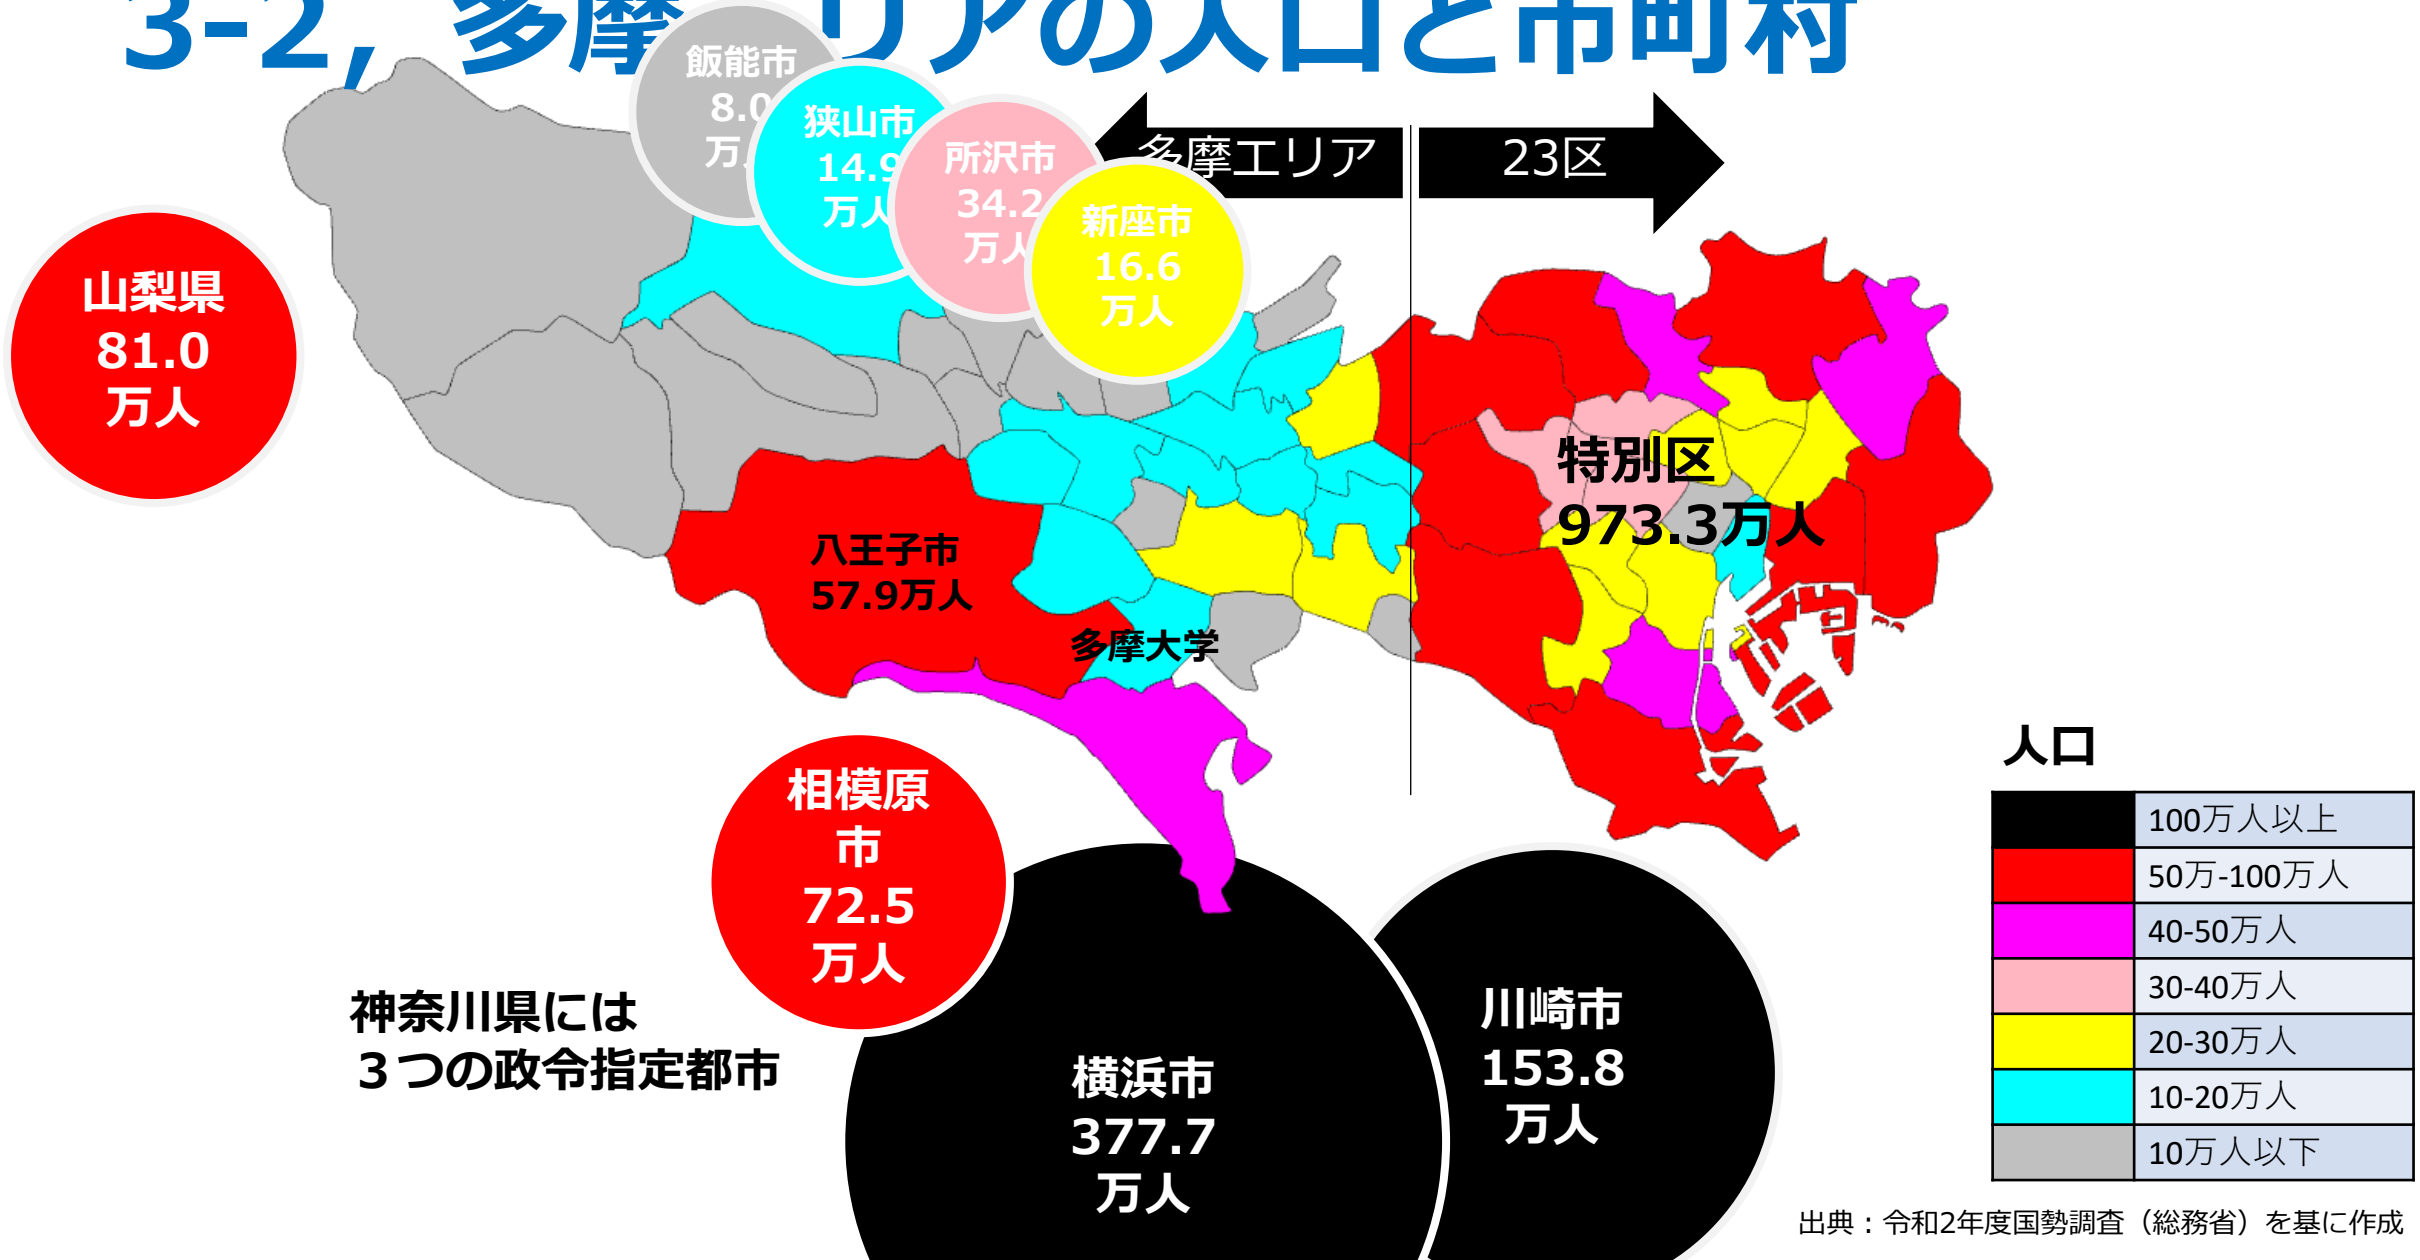 3-2, 多摩 リアの人口と市町村
飯能市
8.0
万
狭山市
14.9
万人
所沢市
34.2
万人
新座市
16.6
万人
多摩エリア
23区
山梨県
81.0
万人
特別区
973.3万人
八王子市
57.9万人
多摩大学
相模原
市
72.5
万人
神奈川県には
３つの政令指定都市
横浜市
377.7
万人
川崎市
153.8
万人
人口
100万人以上
50万-100万人
40-50万人
30-40万人
20-30万人
10-20万人
10万人以下
出典：令和2年度国勢調査（総務省）を基に作成